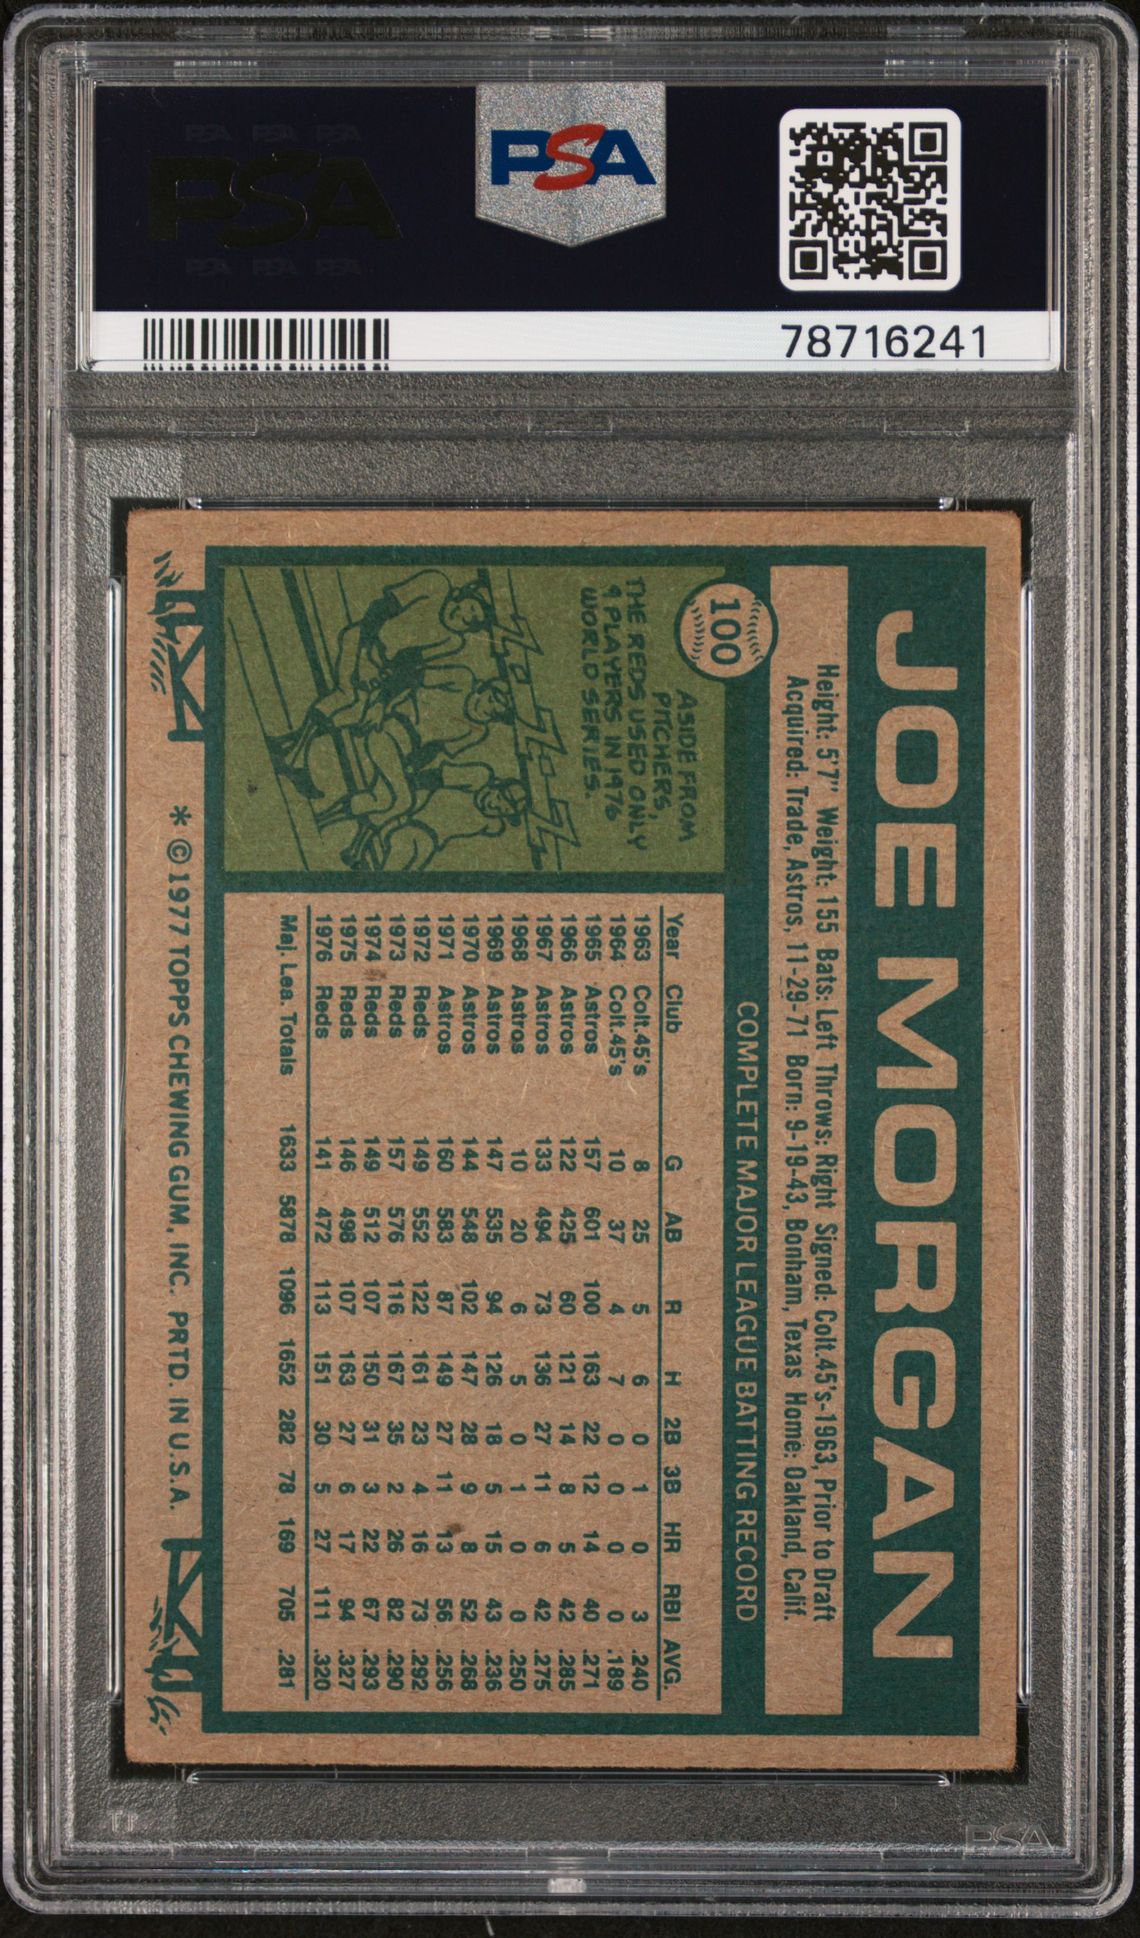 PSA PSA PSA
PSA
PSA PSA PSA
PSA
78716241
JOE MORGAN
Height: 5'7" Weight: 155 Bats: Left Throws: Right Signed: Colt.45's-1963, Prior to Draft
Acquired: Trade, Astros, 11-29-71 Born: 9-19-43, Bonham, Texas Home: Oakland, Calif.
100
ASIDE FROM
PITCHERS,
THE REDS USED ONLY
9 PLAYERS IN 1976
WORLD SERIES.
COMPLETE MAJOR LEAGUE BATTING RECORD
Year Club G AB R H 2B 3B HR RBI AVG.
1963 Colt.45's 8 25 5 6 0 1 0 3 .240
1964 Colt.45's 10 37 4 7 0 0 0 0 .189
1965 Astros 157 601 100 163 22 12 14 40 .271
1966 Astros 122 425 60 121 14 8 5 42 .285
1967 Astros 133 494 73 136 27 11 6 42 .275
1968 Astros 10 20 6 5 0 1 0 0 .250
1969 Astros 147 535 94 126 18 5 15 43 .236
1970 Astros 144 548 102 147 28 9 8 52 .268
1971 Astros 160 583 87 149 27 11 13 56 .256
1972 Reds 149 552 122 161 23 4 16 73 .292
1973 Reds 157 576 116 167 35 2 26 82 .290
1974 Reds 149 512 107 150 31 3 22 67 .293
1975 Reds 146 498 107 163 27 6 17 94 .327
1976 Reds 141 472 113 151 30 5 27 111 .320
Maj. Lea. Totals 1633 5878 1096 1652 282 78 169 705 .281
* © 1977 TOPPS CHEWING GUM, INC. PRTD. IN U.S.A.
PSA